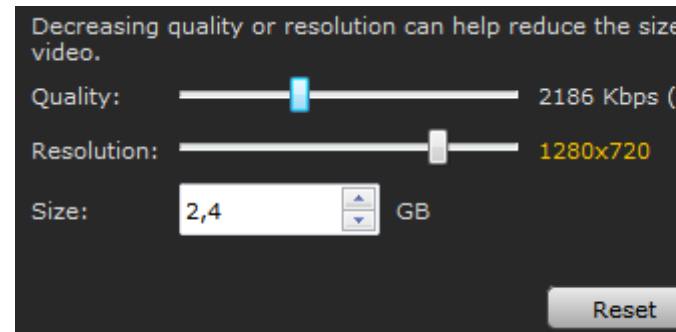 Decreasing quality or resolution can help reduce the size
video.
Quality: 2186 Kbps (
Resolution: 1280x720
Size: 2,4 GB
Reset